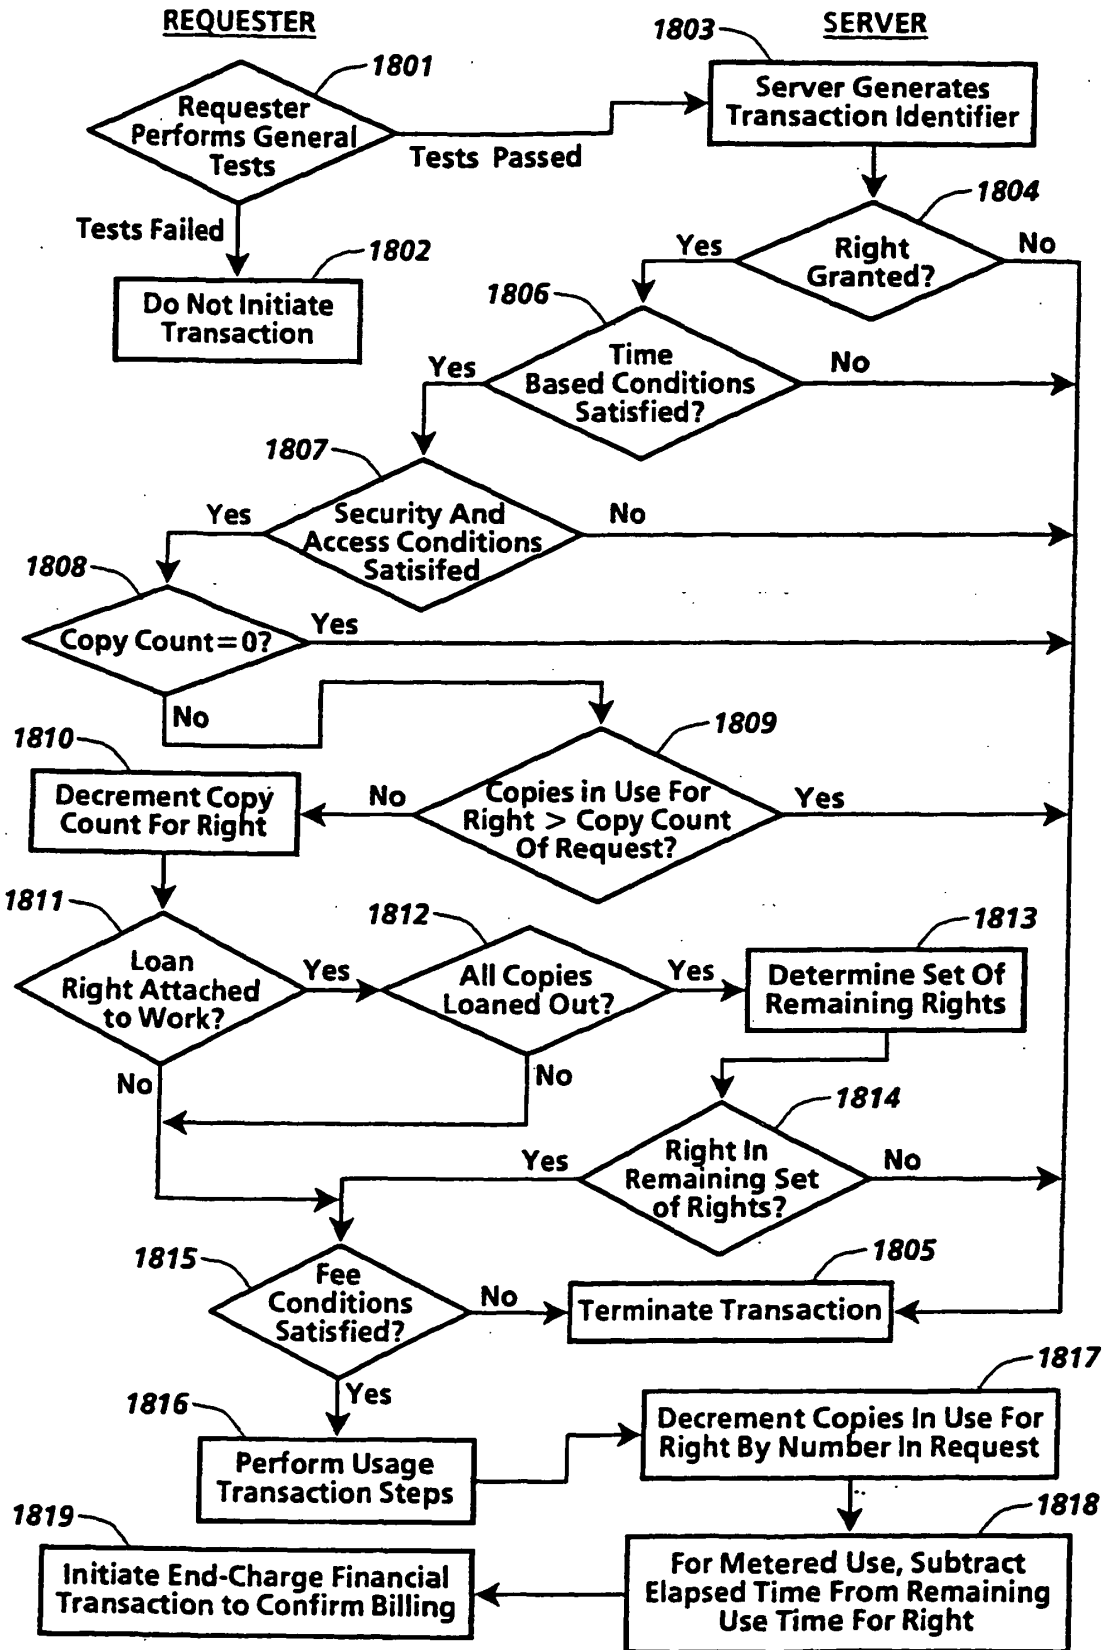 REQUESTER
SERVER
1801
1803
Requester
Performs General
Tests
Tests Passed
Server Generates
Transaction Identifier
Tests Failed
1802
Do Not Initiate
Transaction
1804
Right
Granted?
Yes
No
1806
Time
Based Conditions
Satisfied?
Yes
No
1807
Security And
Access Conditions
Satisifed
Yes
No
1808
Copy Count=0?
Yes
No
1809
Copies in Use For
Right > Copy Count
Of Request?
No
Yes
1810
Decrement Copy
Count For Right
1811
Loan
Right Attached
to Work?
Yes
No
1812
All Copies
Loaned Out?
Yes
No
1813
Determine Set Of
Remaining Rights
1814
Right In
Remaining Set
of Rights?
Yes
No
1815
Fee
Conditions
Satisfied?
No
Yes
1805
Terminate Transaction
1816
Perform Usage
Transaction Steps
1817
Decrement Copies In Use For
Right By Number In Request
1818
For Metered Use, Subtract
Elapsed Time From Remaining
Use Time For Right
1819
Initiate End-Charge Financial
Transaction to Confirm Billing